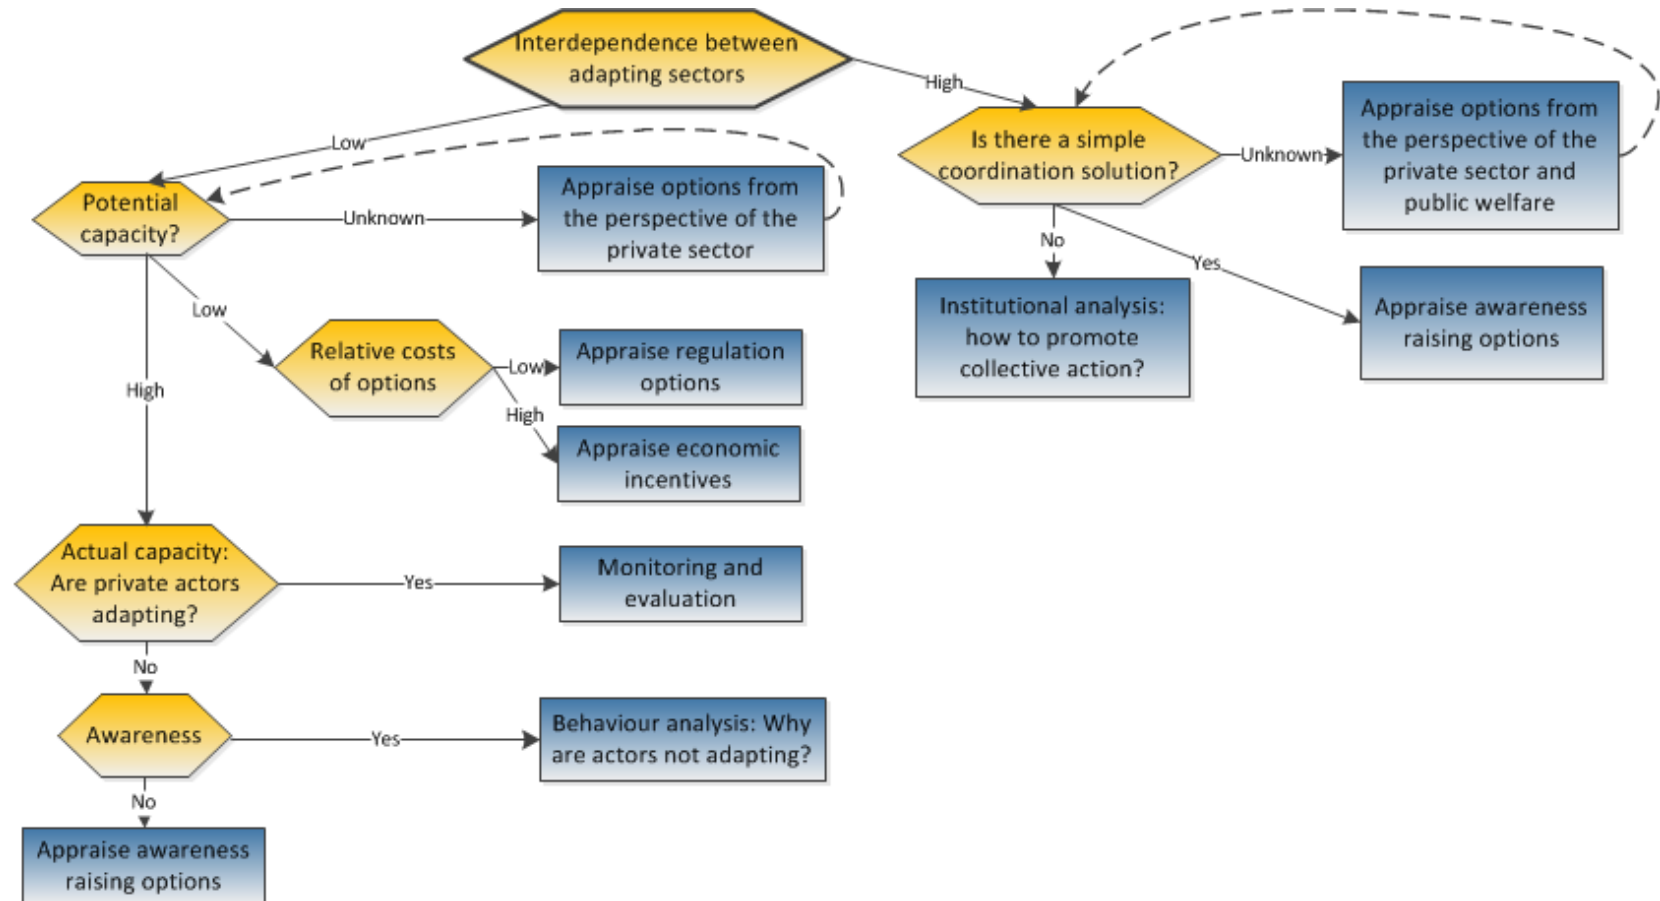 Interdependence between
adapting sectors
High
Low
Is there a simple
coordination solution?
Unknown
Appraise options from
the perspective of the
private sector and
public welfare
Potential
capacity?
Unknown
Appraise options from
the perspective of the
private sector
No
Yes
Institutional analysis:
how to promote
collective action?
Appraise awareness
raising options
Low
High
Relative costs
of options
Low
Appraise regulation
options
High
Appraise economic
incentives
Actual capacity:
Are private actors
adapting?
Yes
Monitoring and
evaluation
No
Awareness
Yes
Behaviour analysis: Why
are actors not adapting?
No
Appraise awareness
raising options